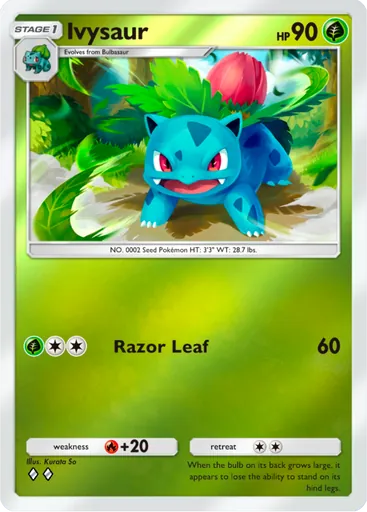 STAGE 1
Ivysaur
HP 90
Evolves from Bulbasaur
NO. 0002 Seed Pokémon HT: 3'3" WT: 28.7 lbs.
Razor Leaf 60
weakness +20
retreat
Illus. Kurata So
When the bulb on its back grows large, it
appears to lose the ability to stand on its
hind legs.